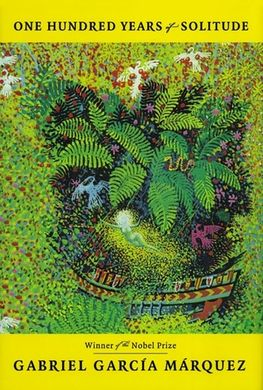 ONE HUNDRED YEARS of SOLITUDE
Winner of the Nobel Prize
GABRIEL GARCÍA MÁRQUEZ